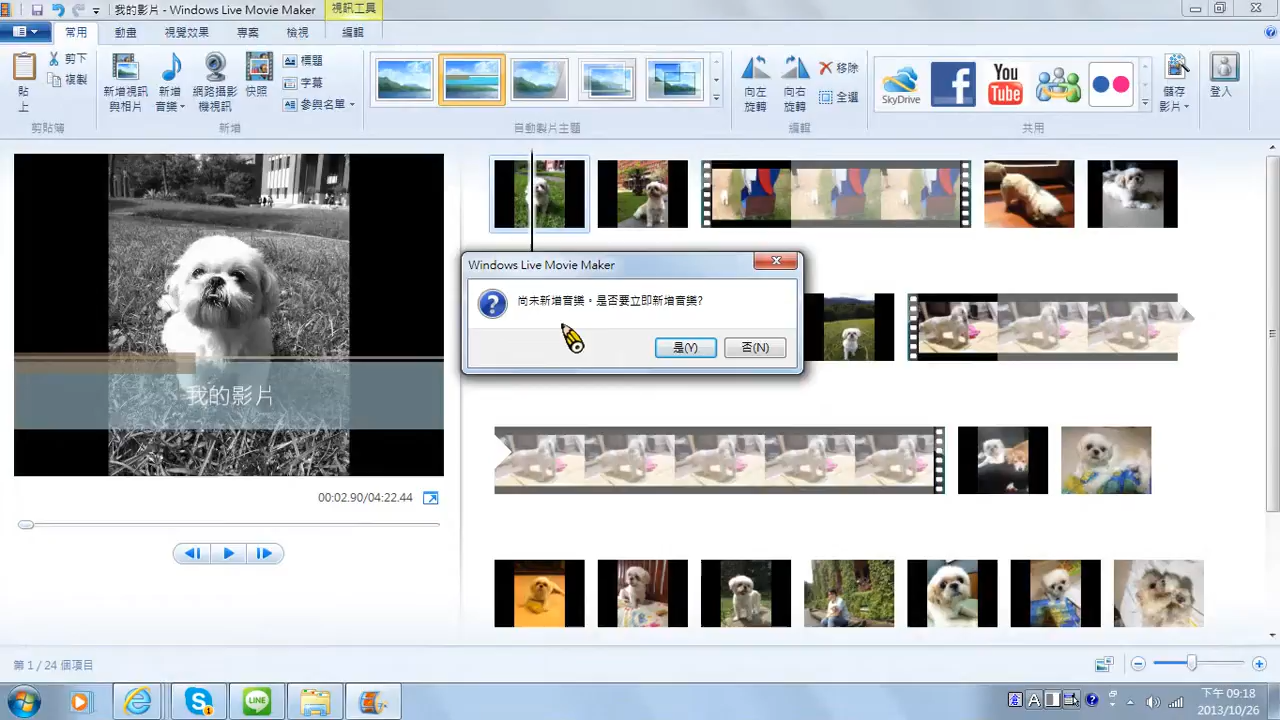 我的影片 - Windows Live Movie Maker
視訊工具
常用
動畫
視覺效果
專案
檢視
編輯
貼
上
剪下
複製
剪貼簿
新增視訊
與相片
新增
音樂
網路攝影
機視訊
快照
標題
字幕
參與名單
新增
自動製片主題
向左
旋轉
向右
旋轉
移除
全選
編輯
SkyDrive
You
Tube
共用
儲存
影片
登入
我的影片
Windows Live Movie Maker
尚未新增音樂。是否要立即新增音樂?
是(Y)
否(N)
00:02.90/04:22.44
第 1 / 24 個項目
LINE
下午 09:18
2013/10/26